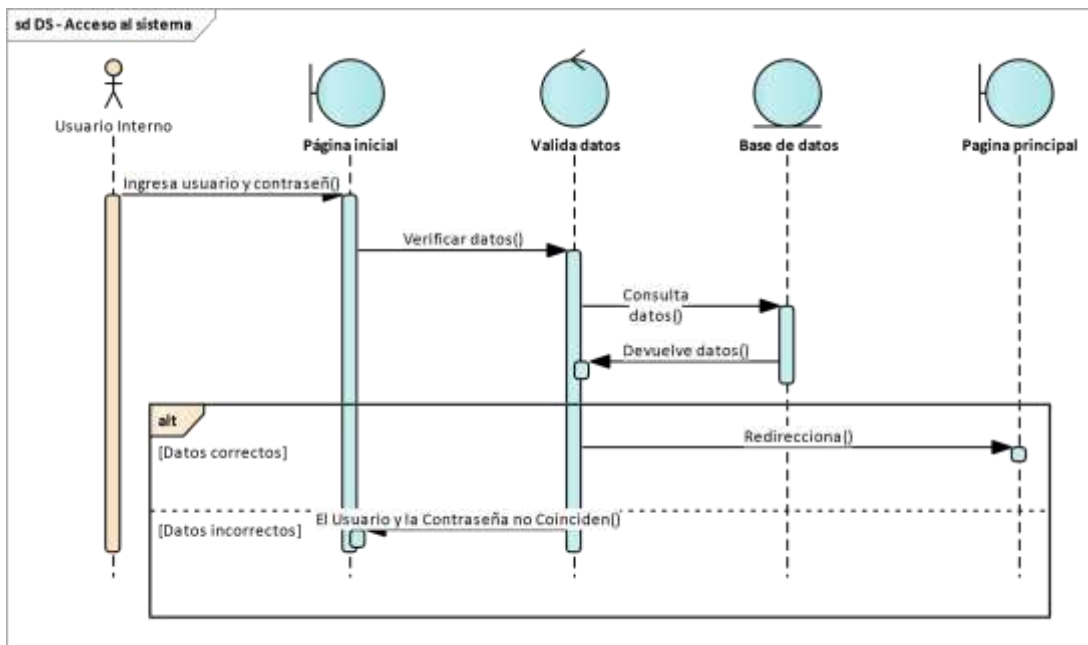 sd DS - Acceso al sistema
Usuario Interno
Página inicial
Valida datos
Base de datos
Pagina principal
Ingresa usuario y contraseñ()
Verificar datos()
Consulta
datos()
Devuelve datos()
alt
Redirecciona()
[Datos correctos]
El Usuario y la Contraseña no Coinciden()
[Datos incorrectos]